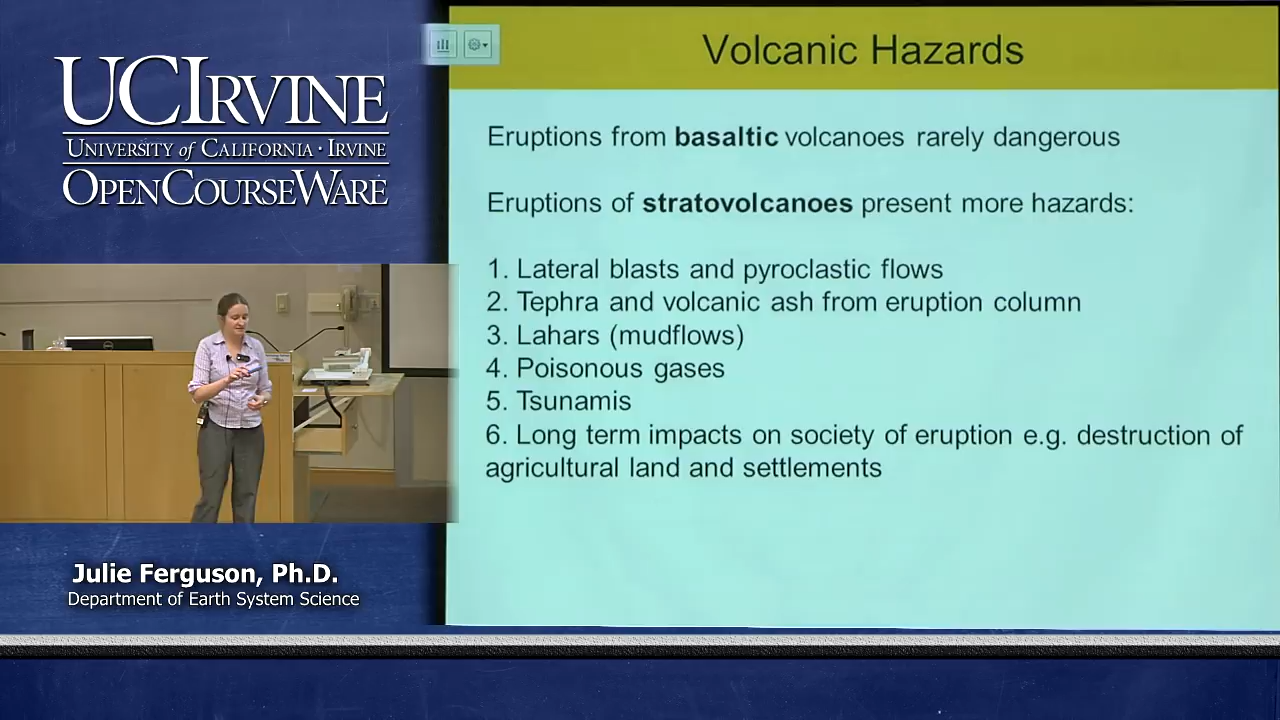 UCIRVINE
UNIVERSITY of CALIFORNIA · IRVINE
OPENCOURSEWARE
Julie Ferguson, Ph.D.
Department of Earth System Science
Volcanic Hazards
Eruptions from basaltic volcanoes rarely dangerous
Eruptions of stratovolcanoes present more hazards:
1. Lateral blasts and pyroclastic flows
2. Tephra and volcanic ash from eruption column
3. Lahars (mudflows)
4. Poisonous gases
5. Tsunamis
6. Long term impacts on society of eruption e.g. destruction of
agricultural land and settlements